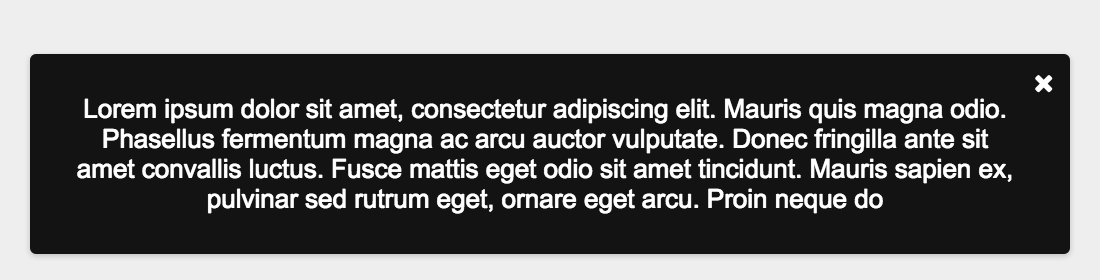 Lorem ipsum dolor sit amet, consectetur adipiscing elit. Mauris quis magna odio.
Phasellus fermentum magna ac arcu auctor vulputate. Donec fringilla ante sit
amet convallis luctus. Fusce mattis eget odio sit amet tincidunt. Mauris sapien ex,
pulvinar sed rutrum eget, ornare eget arcu. Proin neque do